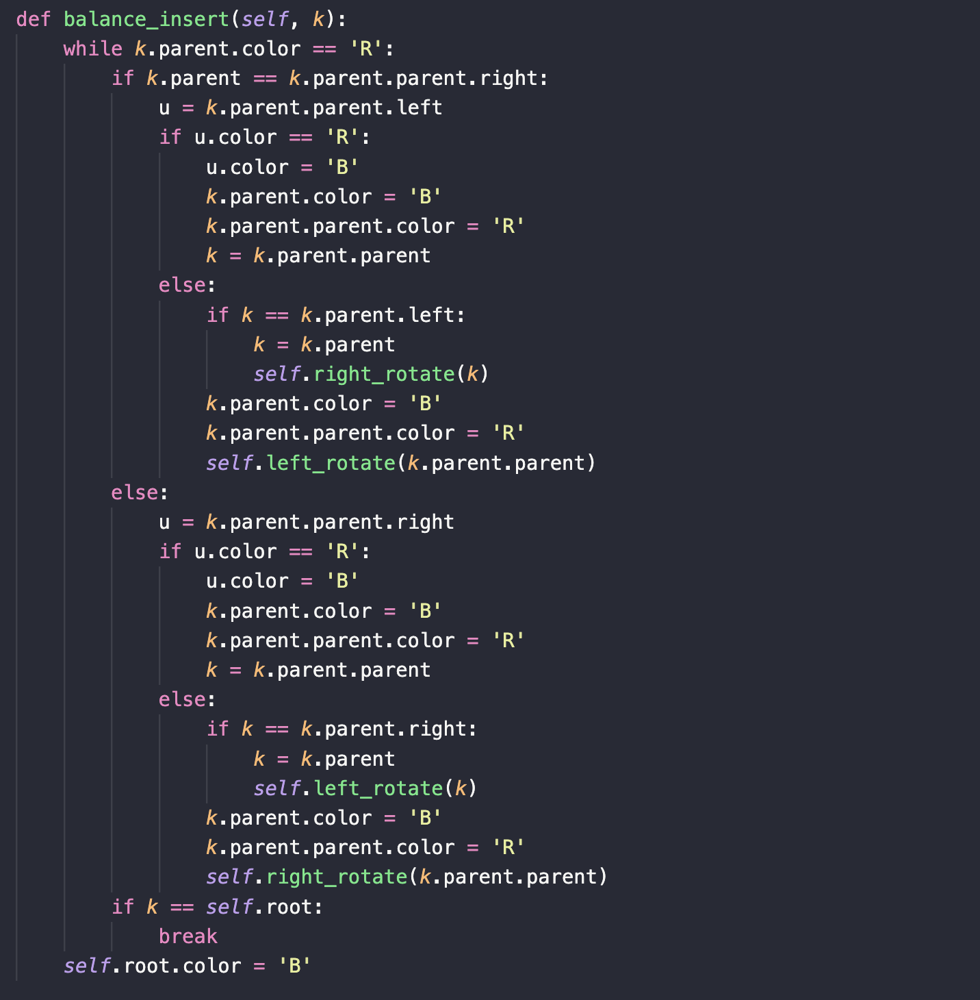 def balance_insert(self, k):
    while k.parent.color == 'R':
        if k.parent == k.parent.parent.right:
            u = k.parent.parent.left
            if u.color == 'R':
                u.color = 'B'
                k.parent.color = 'B'
                k.parent.parent.color = 'R'
                k = k.parent.parent
            else:
                if k == k.parent.left:
                    k = k.parent
                    self.right_rotate(k)
                k.parent.color = 'B'
                k.parent.parent.color = 'R'
                self.left_rotate(k.parent.parent)
        else:
            u = k.parent.parent.right
            if u.color == 'R':
                u.color = 'B'
                k.parent.color = 'B'
                k.parent.parent.color = 'R'
                k = k.parent.parent
            else:
                if k == k.parent.right:
                    k = k.parent
                    self.left_rotate(k)
                k.parent.color = 'B'
                k.parent.parent.color = 'R'
                self.right_rotate(k.parent.parent)
        if k == self.root:
            break
    self.root.color = 'B'